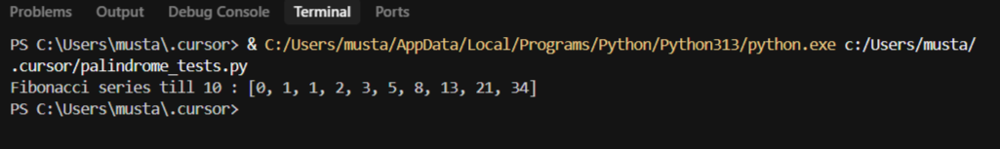 Problems Output Debug Console Terminal Ports
PS C:\Users\musta\.cursor> & C:/Users/musta/AppData/Local/Programs/Python/Python313/python.exe c:/Users/musta/
.cursor/palindrome_tests.py
Fibonacci series till 10 : [0, 1, 1, 2, 3, 5, 8, 13, 21, 34]
PS C:\Users\musta\.cursor>